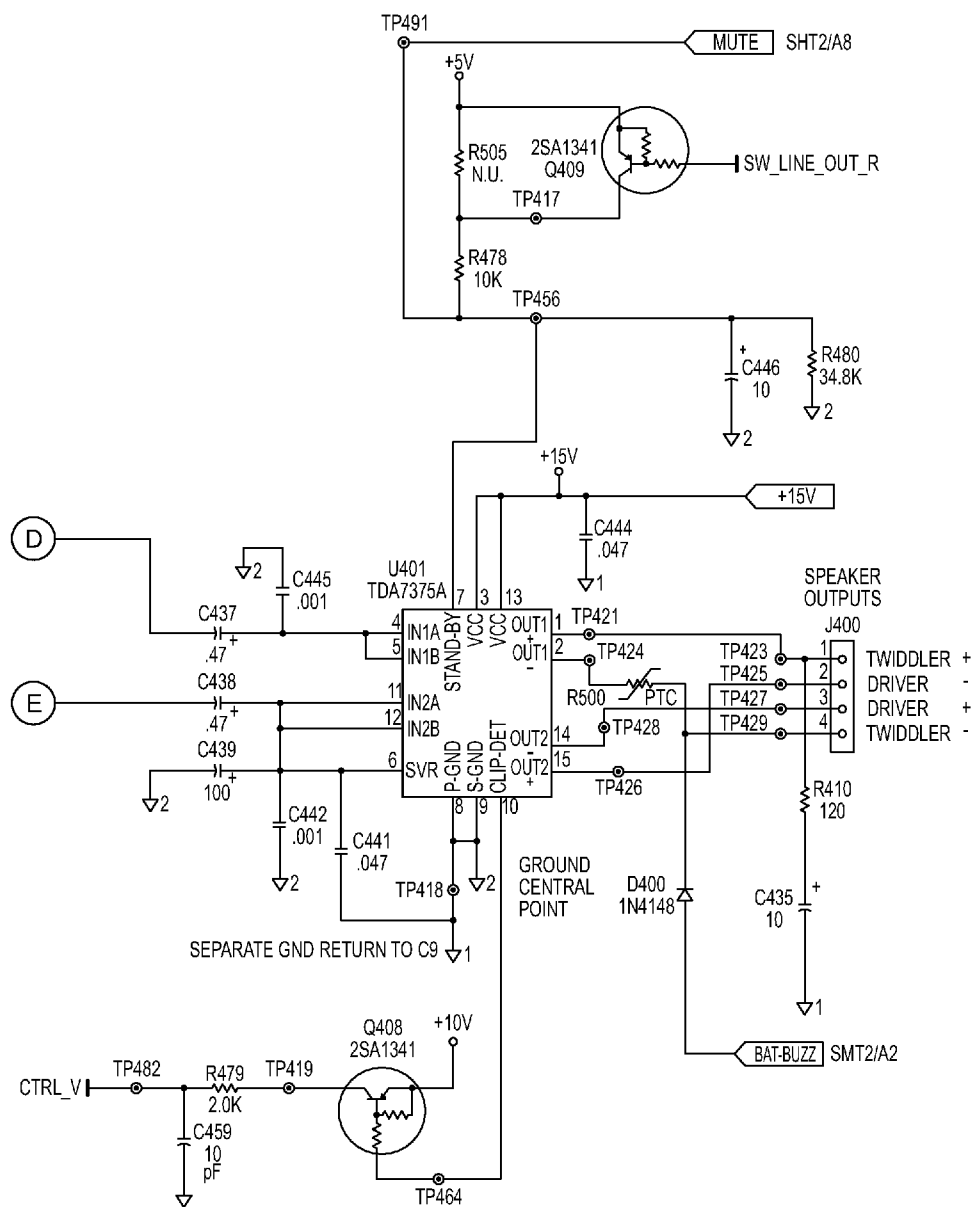 TP491
MUTE SHT2/A8
+5V
R505
N.U.
2SA1341
Q409
SW_LINE_OUT_R
TP417
R478
10K
TP456
+
C446
10
2
R480
34.8K
2
+15V
+15V
C444
.047
1
D
2
C445
.001
U401
TDA7375A
7 3 13
C437
+
.47
4 IN1A
5 IN1B
STAND-BY
VCC
VCC
OUT1 1
+
OUT1 2
-
TP421
TP424
R500
PTC
SPEAKER
OUTPUTS
J400
TP423 1 TWIDDLER +
TP425 2 DRIVER -
TP427 3 DRIVER +
TP429 4 TWIDDLER -
E
C438
+
.47
11 IN2A
12 IN2B
C439
+
100
2
6 SVR
P-GND
S-GND
CLIP-DET
OUT2 14
-
OUT2 15
+
TP428
TP426
8 9 10
C442
.001
2
C441
.047
TP418
2
GROUND
CENTRAL
POINT
SEPARATE GND RETURN TO C9
1
D400
1N4148
R410
120
+
C435
10
1
BAT-BUZZ SMT2/A2
Q408
2SA1341
+10V
CTRL_V
TP482
R479
2.0K
TP419
C459
10
pF
TP464